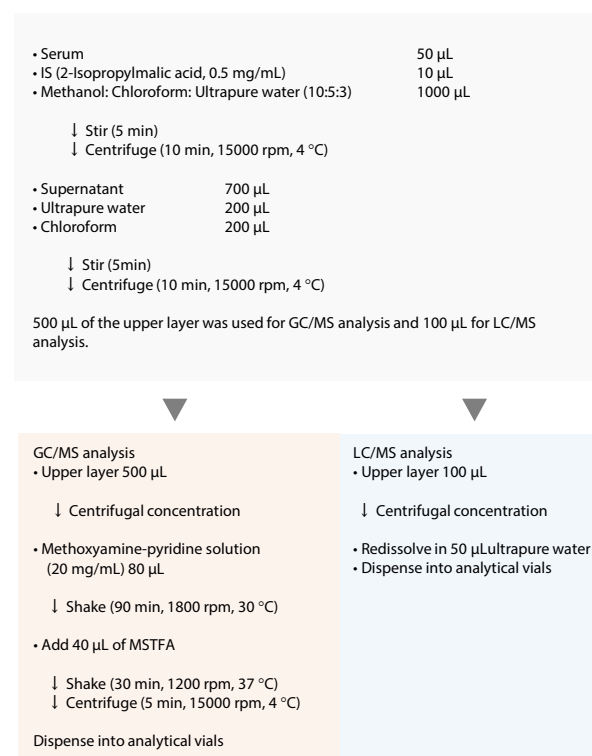 • Serum 50 µL
• IS (2-Isopropylmalic acid, 0.5 mg/mL) 10 µL
• Methanol: Chloroform: Ultrapure water (10:5:3) 1000 µL
↓ Stir (5 min)
↓ Centrifuge (10 min, 15000 rpm, 4 °C)
• Supernatant 700 µL
• Ultrapure water 200 µL
• Chloroform 200 µL
↓ Stir (5min)
↓ Centrifuge (10 min, 15000 rpm, 4 °C)
500 µL of the upper layer was used for GC/MS analysis and 100 µL for LC/MS
analysis.
GC/MS analysis
• Upper layer 500 µL
↓ Centrifugal concentration
• Methoxyamine-pyridine solution
(20 mg/mL) 80 µL
↓ Shake (90 min, 1800 rpm, 30 °C)
• Add 40 µL of MSTFA
↓ Shake (30 min, 1200 rpm, 37 °C)
↓ Centrifuge (5 min, 15000 rpm, 4 °C)
Dispense into analytical vials
LC/MS analysis
• Upper layer 100 µL
↓ Centrifugal concentration
• Redissolve in 50 µLultrapure water
• Dispense into analytical vials